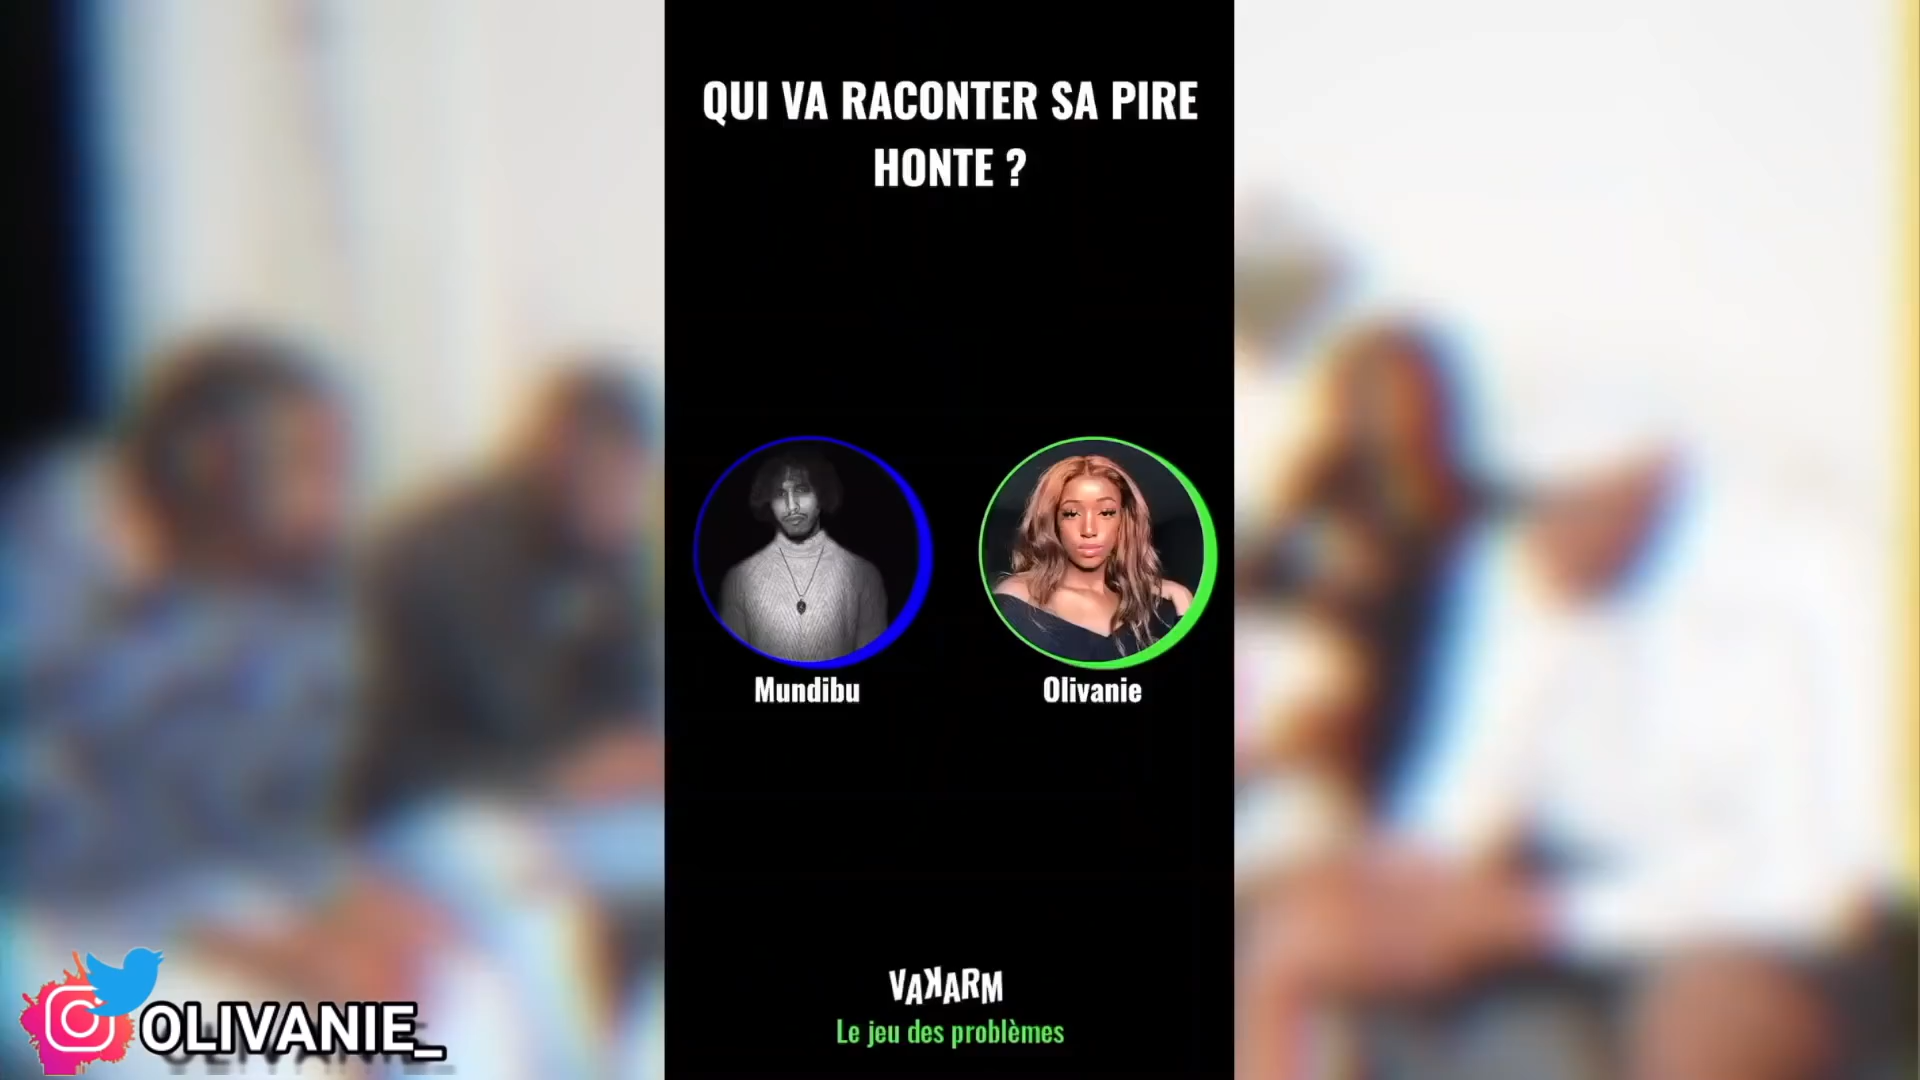 QUI VA RACONTER SA PIRE
HONTE ?
Mundibu
Olivanie
VAKARM
Le jeu des problèmes
OLIVANIE_